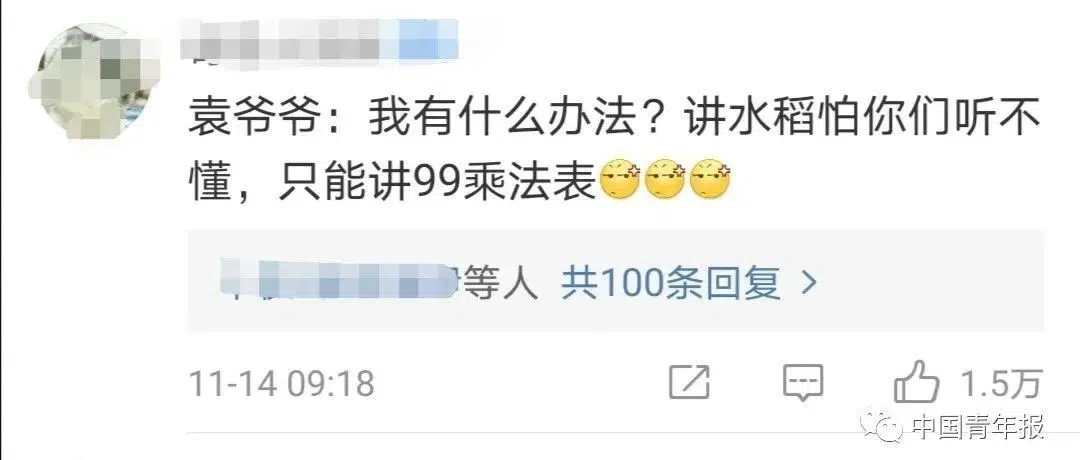 袁爷爷：我有什么办法？讲水稻怕你们听不
懂，只能讲99乘法表
等人 共100条回复 >
11-14 09:18
1.5万
中国青年报